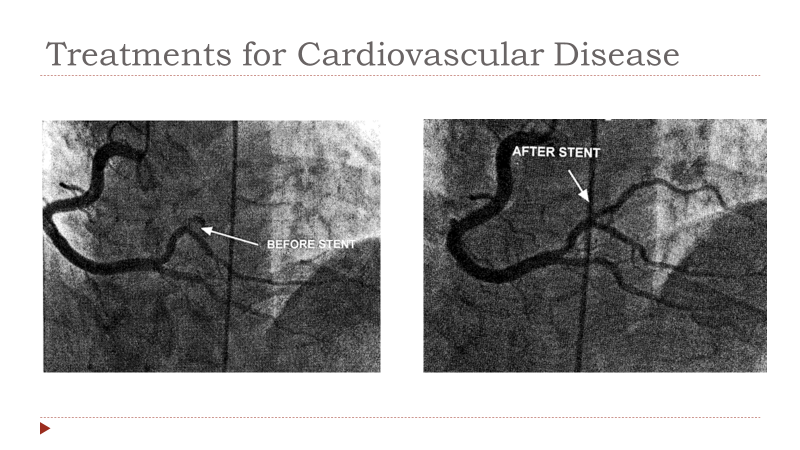 Treatments for Cardiovascular Disease
BEFORE STENT
AFTER STENT